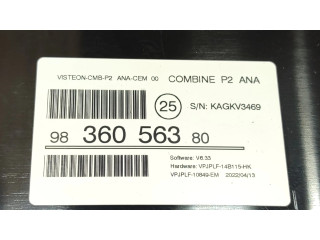 VISTEON-CMB-P2 ANA-CEM 00 COMBINE P2 ANA
25 S/N: KAGKV3469
98 360 563 80
Software: V6.33
Hardware: VPJPLF-14B115-HK
VPJPLF-10849-EM 2022/04/13